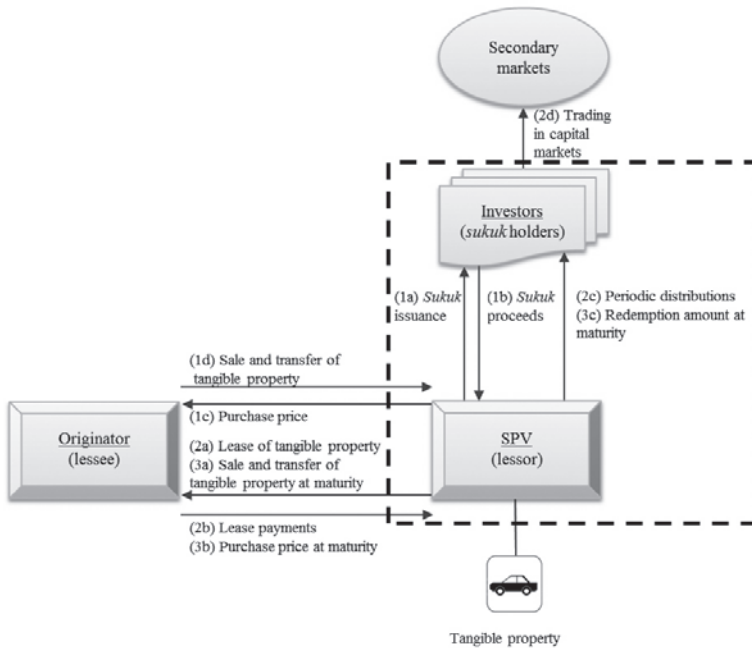 Secondary
markets
(2d) Trading
in capital
markets
Investors
(sukuk holders)
(1a) Sukuk
issuance
(1b) Sukuk
proceeds
(2c) Periodic distributions
(3c) Redemption amount at
maturity
(1d) Sale and transfer of
tangible property
(1c) Purchase price
Originator
(lessee)
(2a) Lease of tangible property
(3a) Sale and transfer of
tangible property at maturity
SPV
(lessor)
(2b) Lease payments
(3b) Purchase price at maturity
Tangible property